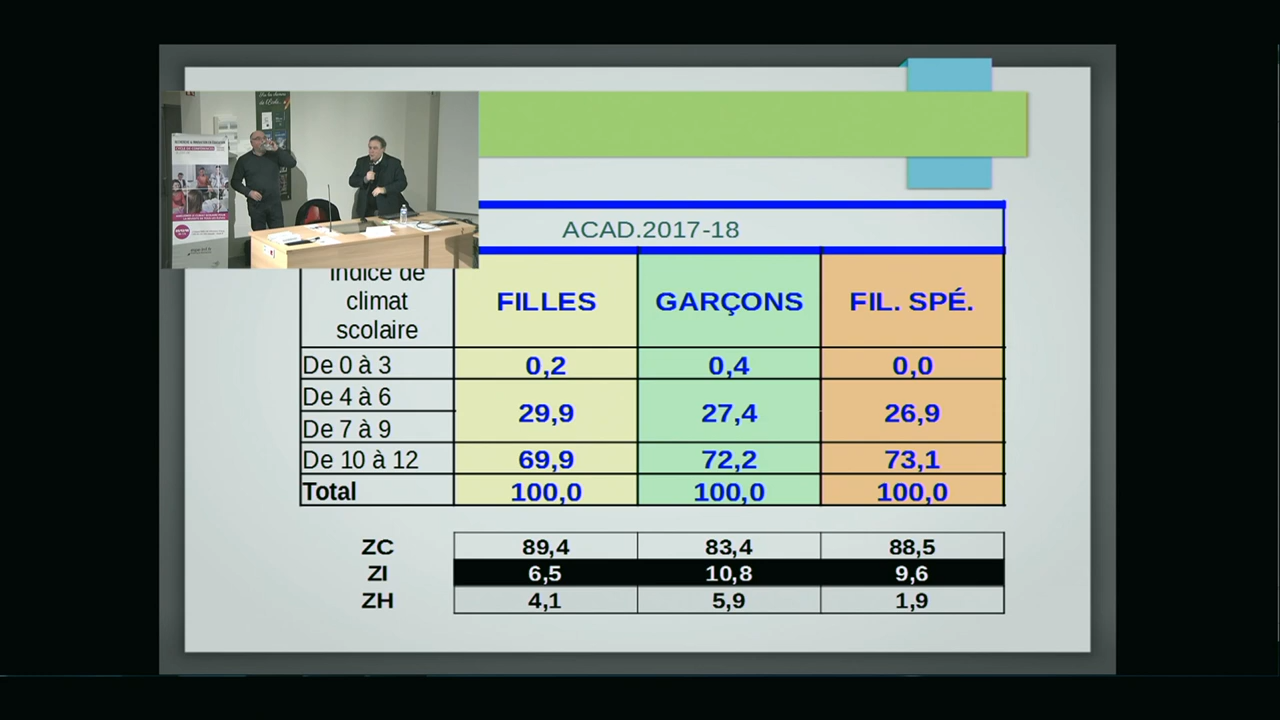 ACAD.2017-18
Indice de
climat
scolaire
FILLES
GARÇONS
FIL. SPÉ.
De 0 à 3
0,2
0,4
0,0
De 4 à 6
De 7 à 9
29,9
27,4
26,9
De 10 à 12
69,9
72,2
73,1
Total
100,0
100,0
100,0
ZC
89,4
83,4
88,5
ZI
6,5
10,8
9,6
ZH
4,1
5,9
1,9